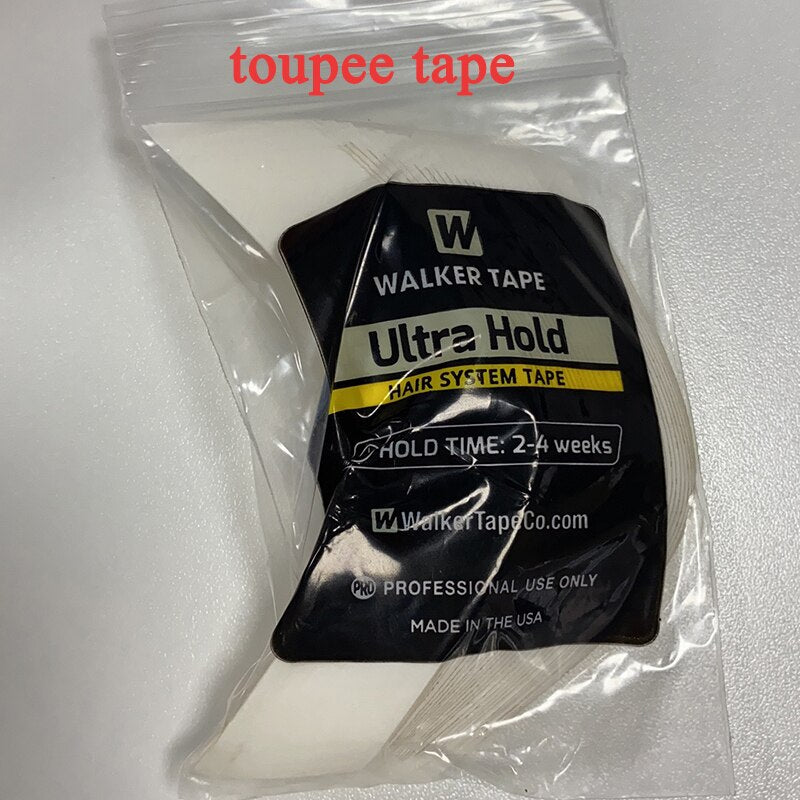 toupee tape
W
WALKER TAPE
Ultra Hold
HAIR SYSTEM TAPE
HOLD TIME: 2-4 weeks
W WalkerTapeCo.com
PRO PROFESSIONAL USE ONLY
MADE IN THE USA